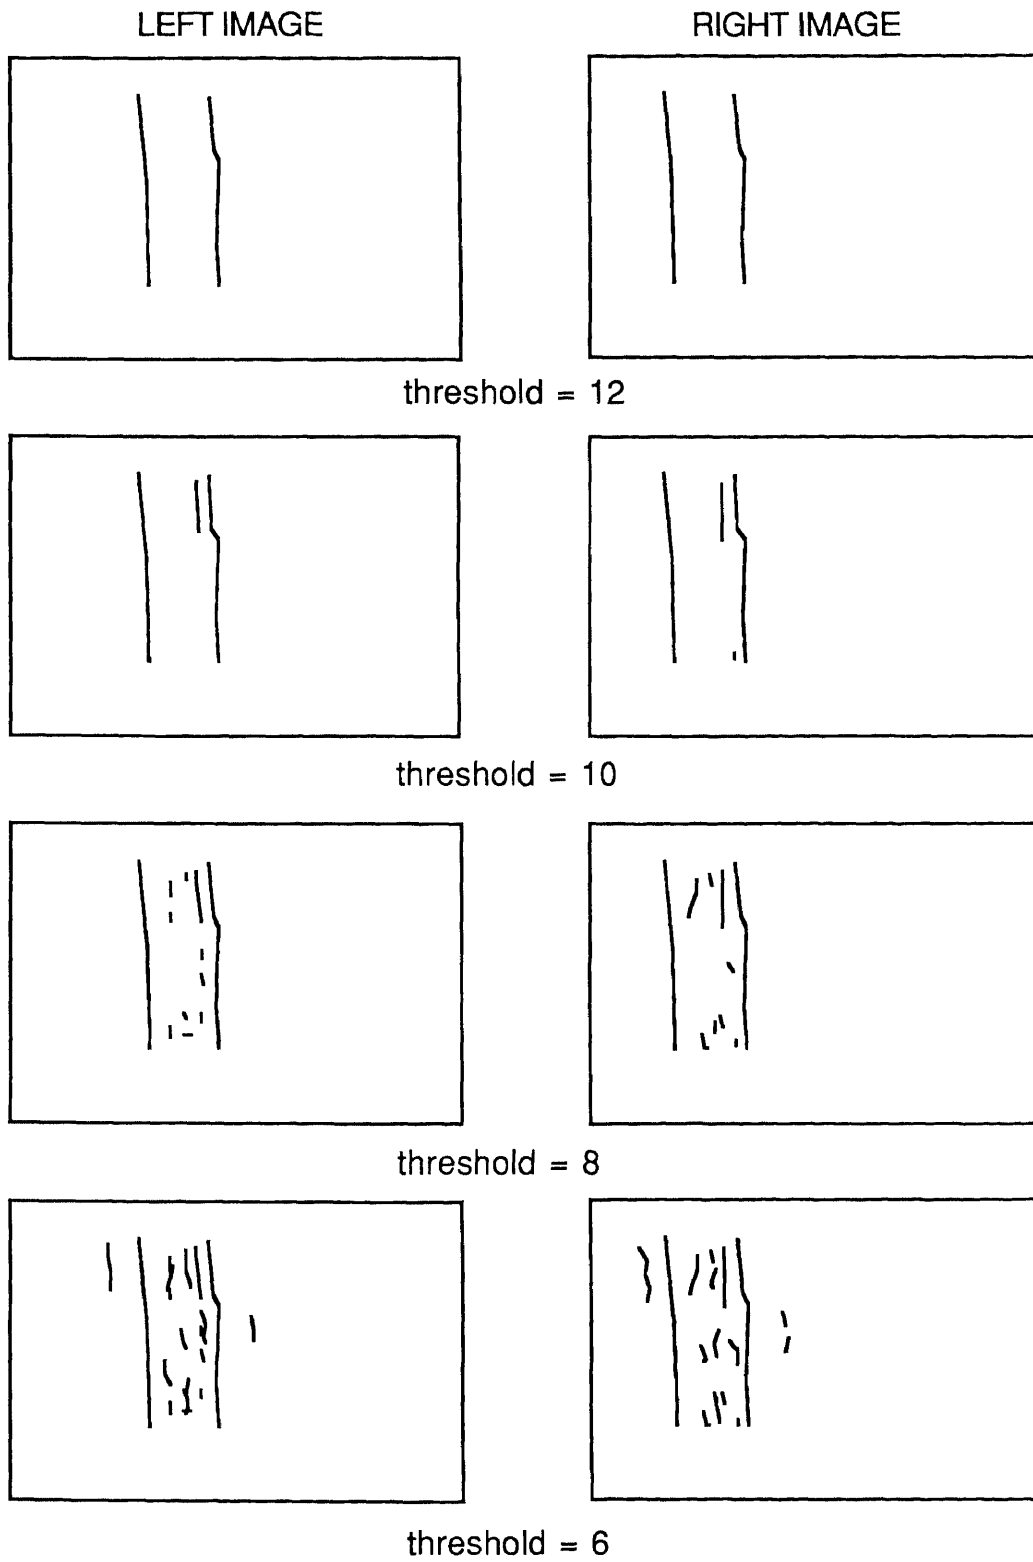 LEFT IMAGE
RIGHT IMAGE
threshold = 12
threshold = 10
threshold = 8
threshold = 6